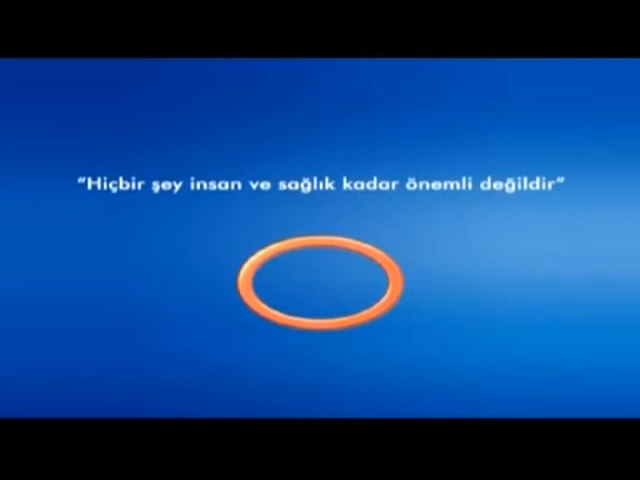 “Hiçbir şey insan ve sağlık kadar önemli değildir”